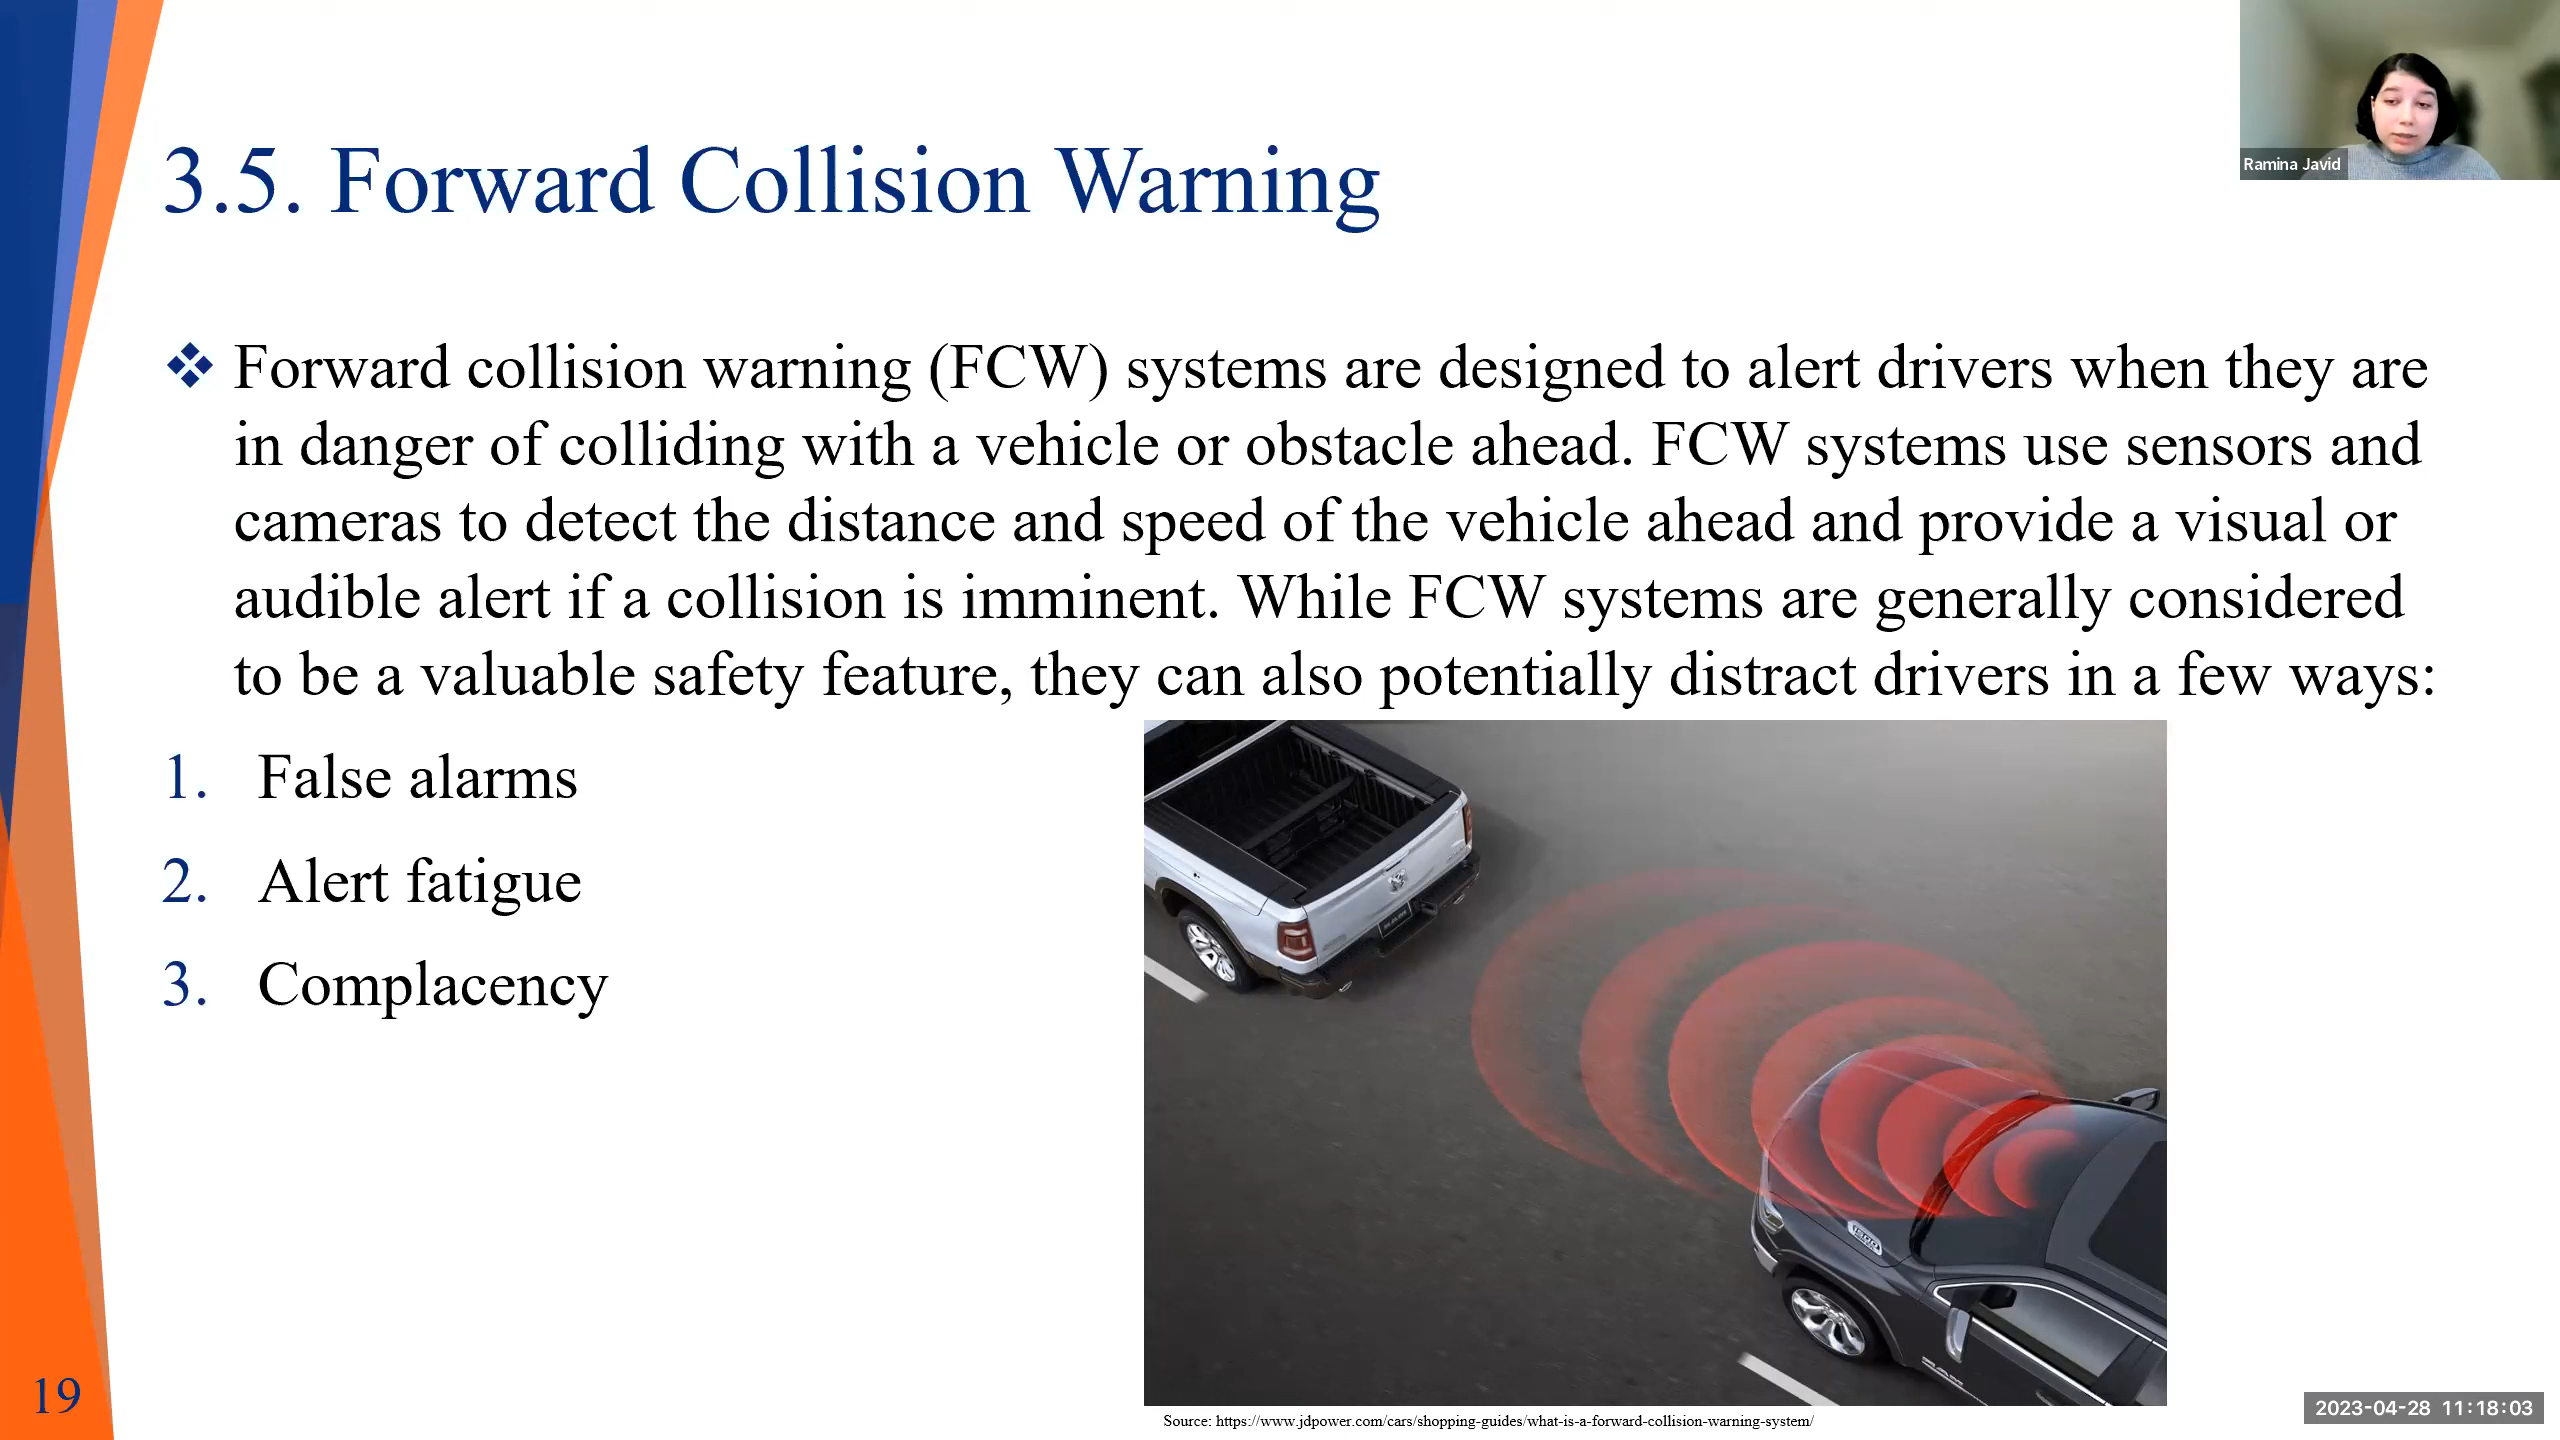 Ramina Javid
3.5. Forward Collision Warning
❖ Forward collision warning (FCW) systems are designed to alert drivers when they are
in danger of colliding with a vehicle or obstacle ahead. FCW systems use sensors and
cameras to detect the distance and speed of the vehicle ahead and provide a visual or
audible alert if a collision is imminent. While FCW systems are generally considered
to be a valuable safety feature, they can also potentially distract drivers in a few ways:
1. False alarms
2. Alert fatigue
3. Complacency
19
Source: https://www.jdpower.com/cars/shopping-guides/what-is-a-forward-collision-warning-system/
2023-04-28 11:18:03